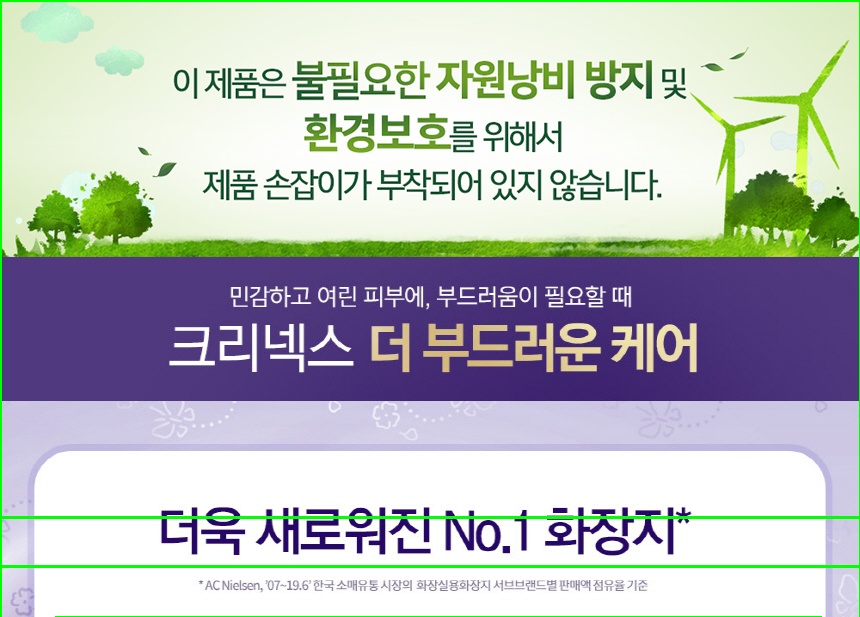 이 제품은 불필요한 자원낭비 방지 및
환경보호를 위해서
제품 손잡이가 부착되어 있지 않습니다.
민감하고 여린 피부에, 부드러움이 필요할 때
크리넥스 더 부드러운 케어
더욱 새로워진 No.1 화장지*
* AC Nielsen, '07~19.6' 한국 소매유통 시장의 화장실용화장지 서브브랜드별 판매액 점유율 기준